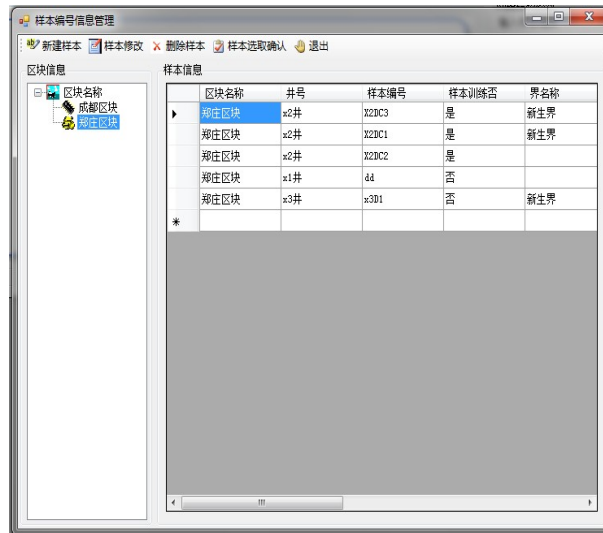 样本编号信息管理
新建样本 样本修改 删除样本 样本选取确认 退出
区块信息 样本信息
区块名称
成都区块
郑庄区块
区块名称 井号 样本编号 样本训练否 界名称
郑庄区块 x2井 X2DC3 是 新生界
郑庄区块 x2井 X2DC1 是 新生界
郑庄区块 x2井 X2DC2 是
郑庄区块 x1井 dd 否
郑庄区块 x3井 x3D1 否 新生界